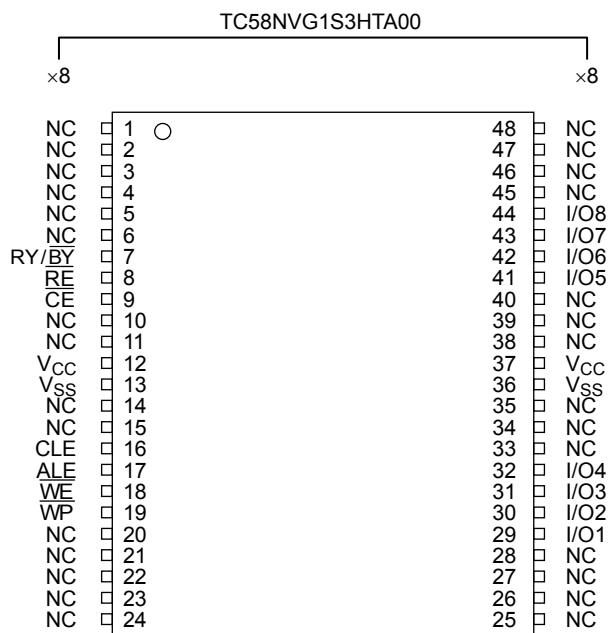 TC58NVG1S3HTA00
×8 ×8
NC 1 48 NC
NC 2 47 NC
NC 3 46 NC
NC 4 45 NC
NC 5 44 I/O8
NC 6 43 I/O7
RY/B̅Y̅ 7 42 I/O6
R̅E̅ 8 41 I/O5
C̅E̅ 9 40 NC
NC 10 39 NC
NC 11 38 NC
VCC 12 37 VCC
VSS 13 36 VSS
NC 14 35 NC
NC 15 34 NC
CLE 16 33 NC
ALE 17 32 I/O4
W̅E̅ 18 31 I/O3
W̅P̅ 19 30 I/O2
NC 20 29 I/O1
NC 21 28 NC
NC 22 27 NC
NC 23 26 NC
NC 24 25 NC